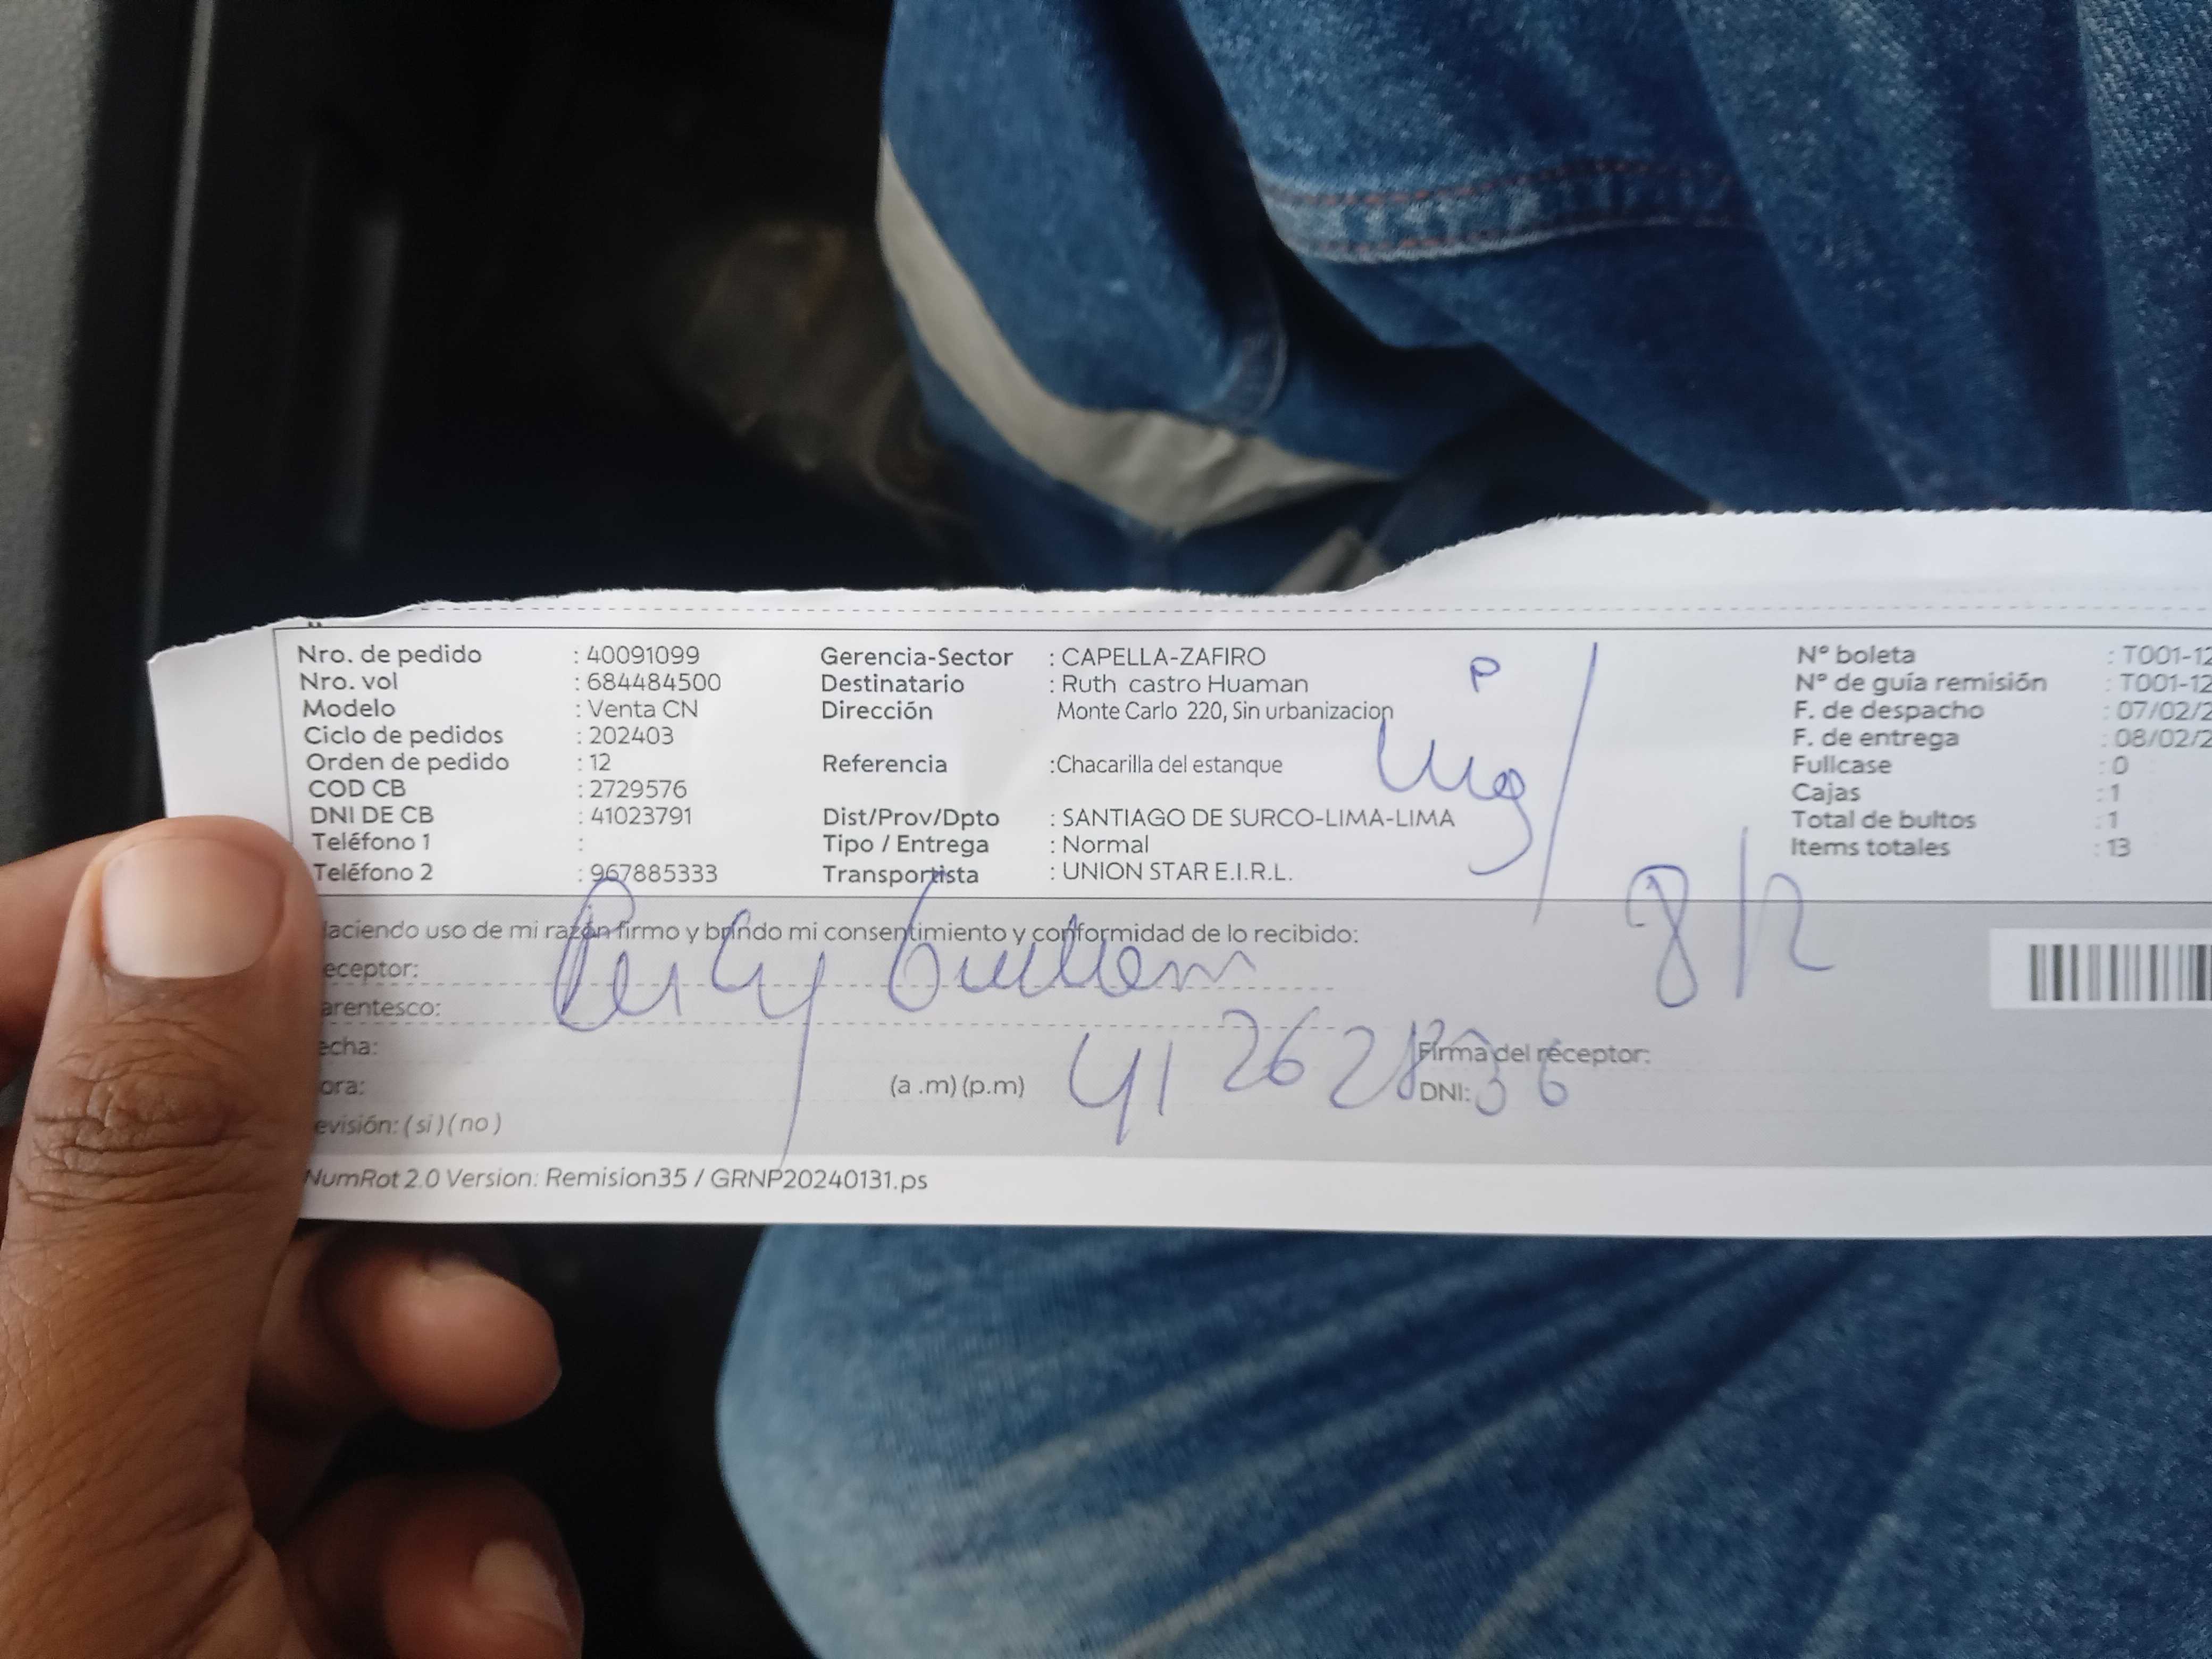 Nro. de pedido : 40091099 Gerencia-Sector : CAPELLA-ZAFIRO P Nº boleta : T001-12
Nro. vol : 684484500 Destinatario : Ruth castro Huaman Nº de guía remisión : T001-12
Modelo : Venta CN Dirección Monte Carlo 220, Sin urbanizacion F. de despacho : 07/02/2
Ciclo de pedidos : 202403 F. de entrega : 08/02/2
Orden de pedido : 12 Referencia :Chacarilla del estanque Fullcase : 0
COD CB : 2729576 Cajas : 1
DNI DE CB : 41023791 Dist/Prov/Dpto : SANTIAGO DE SURCO-LIMA-LIMA Total de bultos : 1
Teléfono 1 : Tipo / Entrega : Normal Items totales : 13
Teléfono 2 : 967885333 Transportista : UNION STAR E.I.R.L.
8/2
aciendo uso de mi razón firmo y brindo mi consentimiento y conformidad de lo recibido:
eceptor:
arentesco:
echa: Firma del receptor:
ora: (a .m) (p.m) 41262836 DNI:
evisión: ( si ) ( no )
NumRot 2.0 Version: Remision35 / GRNP20240131.ps